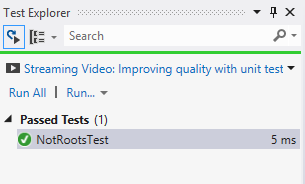 Test Explorer
Search
Streaming Video: Improving quality with unit test
Run All | Run...
Passed Tests (1)
NotRootsTest 5 ms